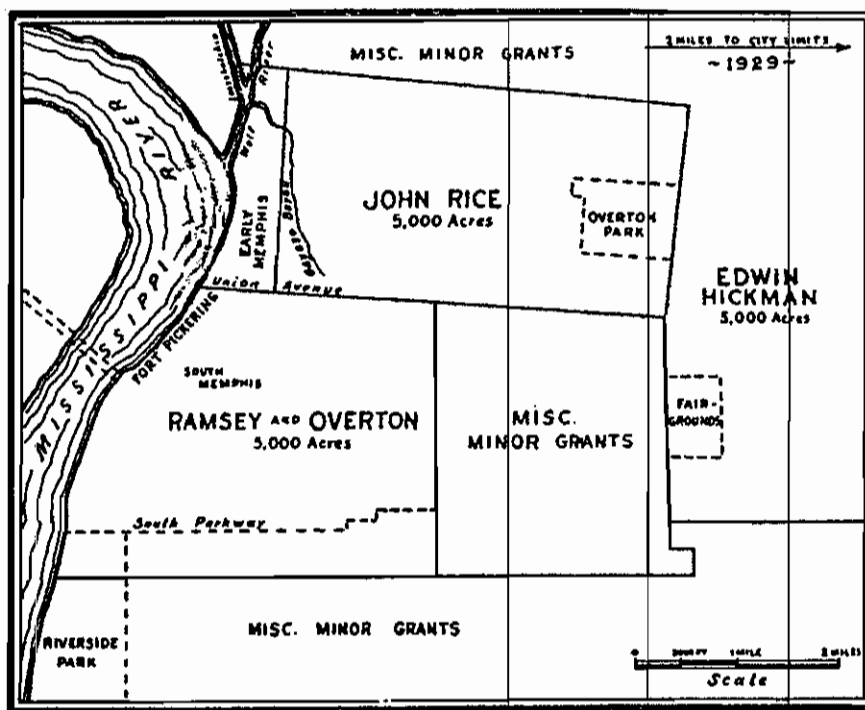 MISC. MINOR GRANTS
2 MILES TO CITY LIMITS
~1929~
Wolf River
MISSISSIPPI RIVER
JOHN RICE
5,000 Acres
EARLY
MEMPHIS
OVERTON
PARK
Union Avenue
EDWIN
HICKMAN
5,000 Acres
FORT PICKERING
SOUTH
MEMPHIS
RAMSEY AND OVERTON
5,000 Acres
MISC.
MINOR GRANTS
FAIR-
GROUNDS
South Parkway
MISC. MINOR GRANTS
RIVERSIDE
PARK
0 1 MILE 2 MILES
Scale